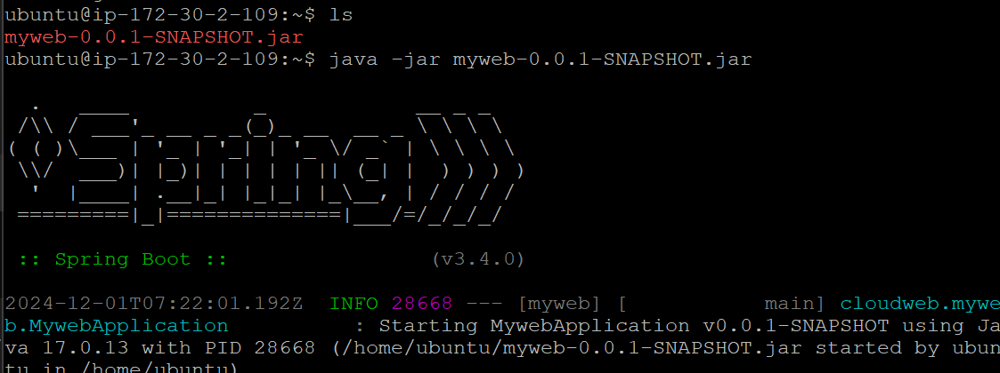 ubuntu@ip-172-30-2-109:~$ ls
myweb-0.0.1-SNAPSHOT.jar
ubuntu@ip-172-30-2-109:~$ java -jar myweb-0.0.1-SNAPSHOT.jar
  .   ____          _            __ _ _
 /\\ / ___'_ __ _ _(_)_ __  __ _ \ \ \ \
( ( )\___ | '_ | '_| | '_ \/ _` | \ \ \ \
 \\/  ___)| |_)| | | | | || (_| |  ) ) ) )
  '  |____| .__|_| |_|_| |_\__, | / / / /
 =========|_|==============|___/=/_/_/_/
 :: Spring Boot ::                (v3.4.0)
2024-12-01T07:22:01.192Z  INFO 28668 --- [myweb] [           main] cloudweb.mywe
b.MywebApplication          : Starting MywebApplication v0.0.1-SNAPSHOT using Ja
va 17.0.13 with PID 28668 (/home/ubuntu/myweb-0.0.1-SNAPSHOT.jar started by ubun
tu in /home/ubuntu)